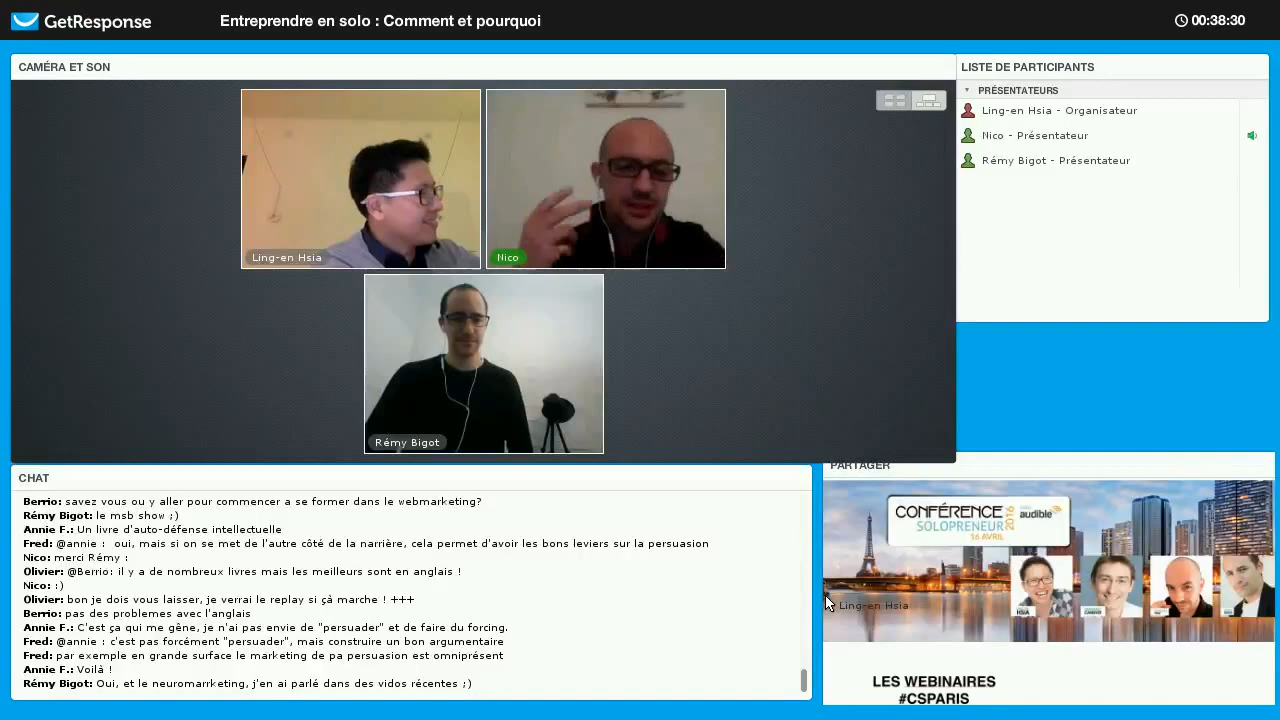 GetResponse
Entreprendre en solo : Comment et pourquoi
00:38:30
CAMÉRA ET SON
Ling-en Hsia
Nico
Rémy Bigot
LISTE DE PARTICIPANTS
PRÉSENTATEURS
Ling-en Hsia - Organisateur
Nico - Présentateur
Rémy Bigot - Présentateur
CHAT
Berrio: savez vous ou y aller pour commencer a se former dans le webmarketing?
Rémy Bigot: le msb show ;)
Annie F.: Un livre d'auto-défense intellectuelle
Fred: @annie : oui, mais si on se met de l'autre côté de la narrière, cela permet d'avoir les bons leviers sur la persuasion
Nico: merci Rémy :
Olivier: @Berrio: il y a de nombreux livres mais les meilleurs sont en anglais !
Nico: :)
Olivier: bon je dois vous laisser, je verrai le replay si çà marche ! +++
Berrio: pas des problemes avec l'anglais
Annie F.: C'est ça qui me gêne, je n'ai pas envie de "persuader" et de faire du forcing.
Fred: @annie : c'est pas forcément "persuader", mais construire un bon argumentaire
Fred: par exemple en grande surface le marketing de pa persuasion est omniprésent
Annie F.: Voilà !
Rémy Bigot: Oui, et le neuromarrketing, j'en ai parlé dans des vidos récentes ;)
PARTAGER
CONFÉRENCE
SOLOPRENEUR
2016
16 AVRIL
audible
HSIA
Ling-en Hsia
LES WEBINAIRES
#CSPARIS